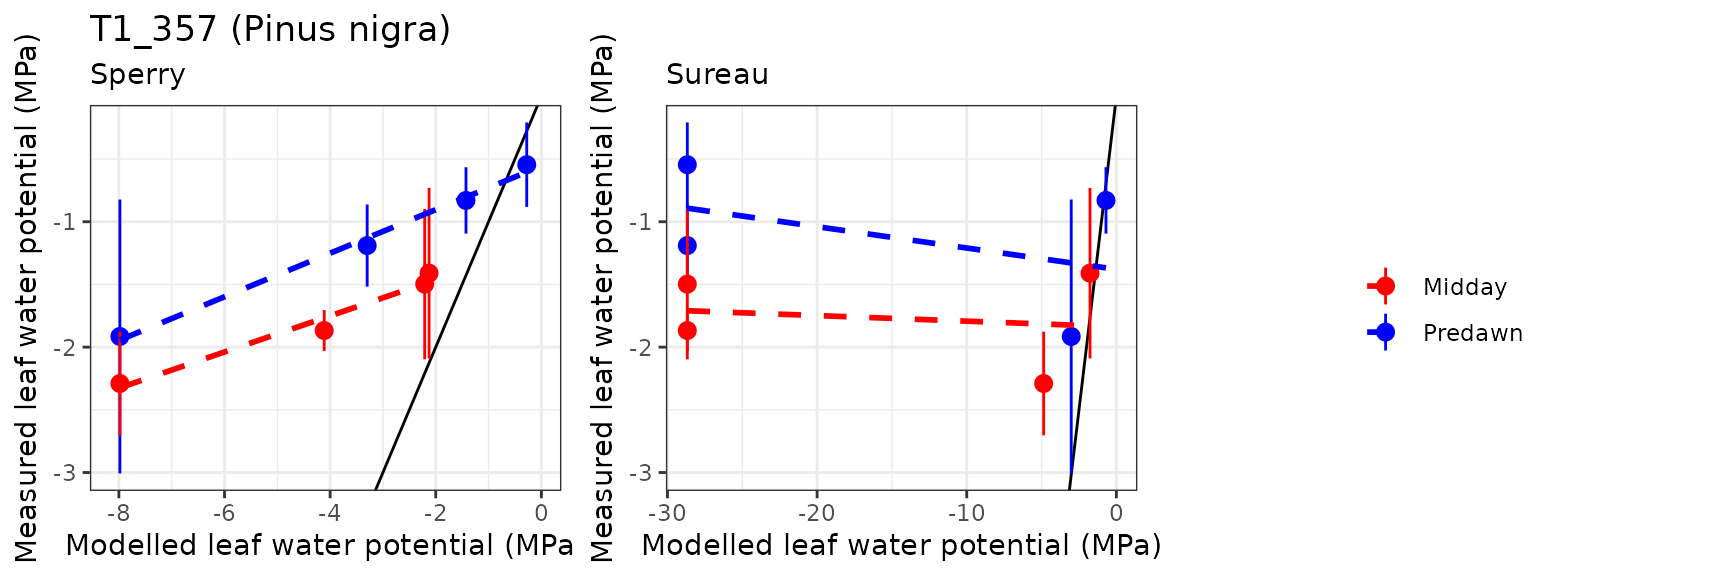 T1_357 (Pinus nigra)
Sperry
Measured leaf water potential (MPa)
-1
-2
-3
-8
-6
-4
-2
0
Modelled leaf water potential (MPa
Sureau
Measured leaf water potential (MPa)
-1
-2
-3
-30
-20
-10
0
Modelled leaf water potential (MPa)
Midday
Predawn